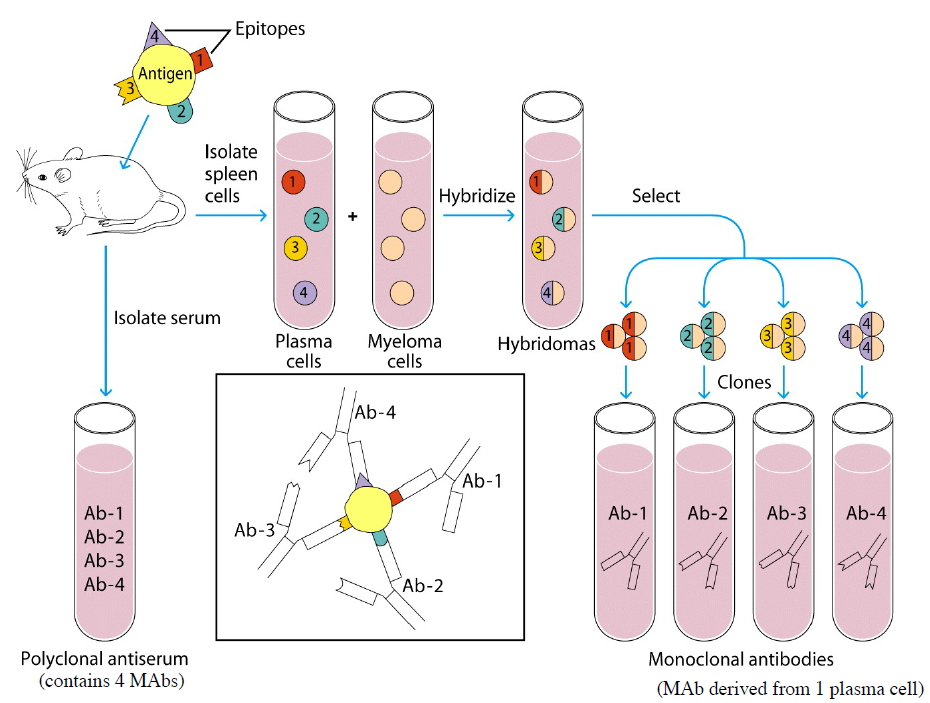 Epitopes
4
1
Antigen
3
2
Isolate
spleen
cells
1
2
3
4
+
Hybridize
1
2
3
4
Select
Plasma
cells
Myeloma
cells
Hybridomas
1 1 1
2 2 2
3 3 3
4 4 4
Clones
Isolate serum
Ab-1
Ab-2
Ab-3
Ab-4
Polyclonal antiserum
(contains 4 MAbs)
Ab-4
Ab-1
Ab-3
Ab-2
Ab-1
Ab-2
Ab-3
Ab-4
Monoclonal antibodies
(MAb derived from 1 plasma cell)